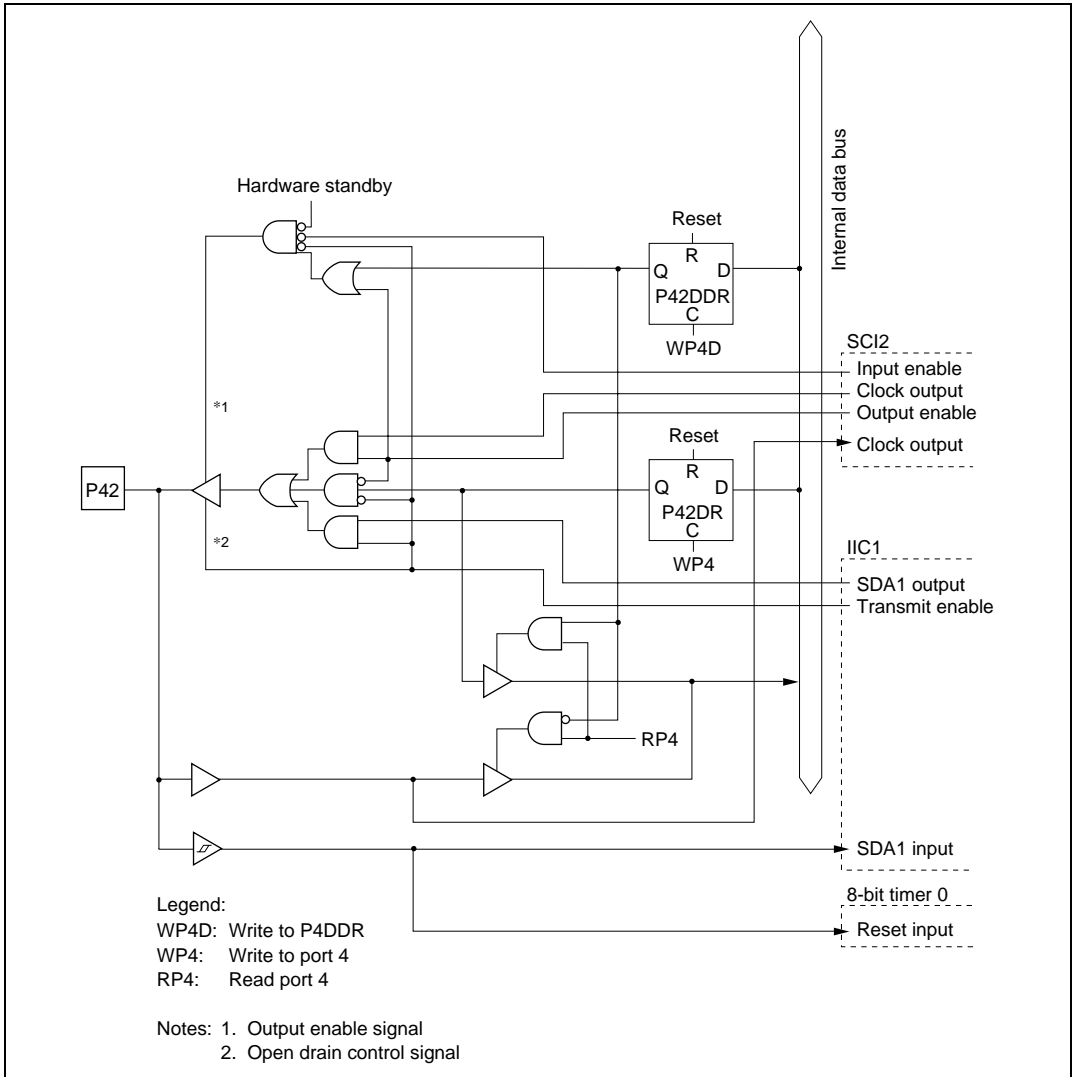 Hardware standby
Reset
R
Q
D
P42DDR
C
WP4D
Internal data bus
SCI2
Input enable
Clock output
Output enable
Clock output
*1
Reset
R
Q
D
P42DR
C
WP4
P42
*2
IIC1
SDA1 output
Transmit enable
RP4
SDA1 input
8-bit timer 0
Reset input
Legend:
WP4D: Write to P4DDR
WP4: Write to port 4
RP4: Read port 4
Notes: 1. Output enable signal
2. Open drain control signal